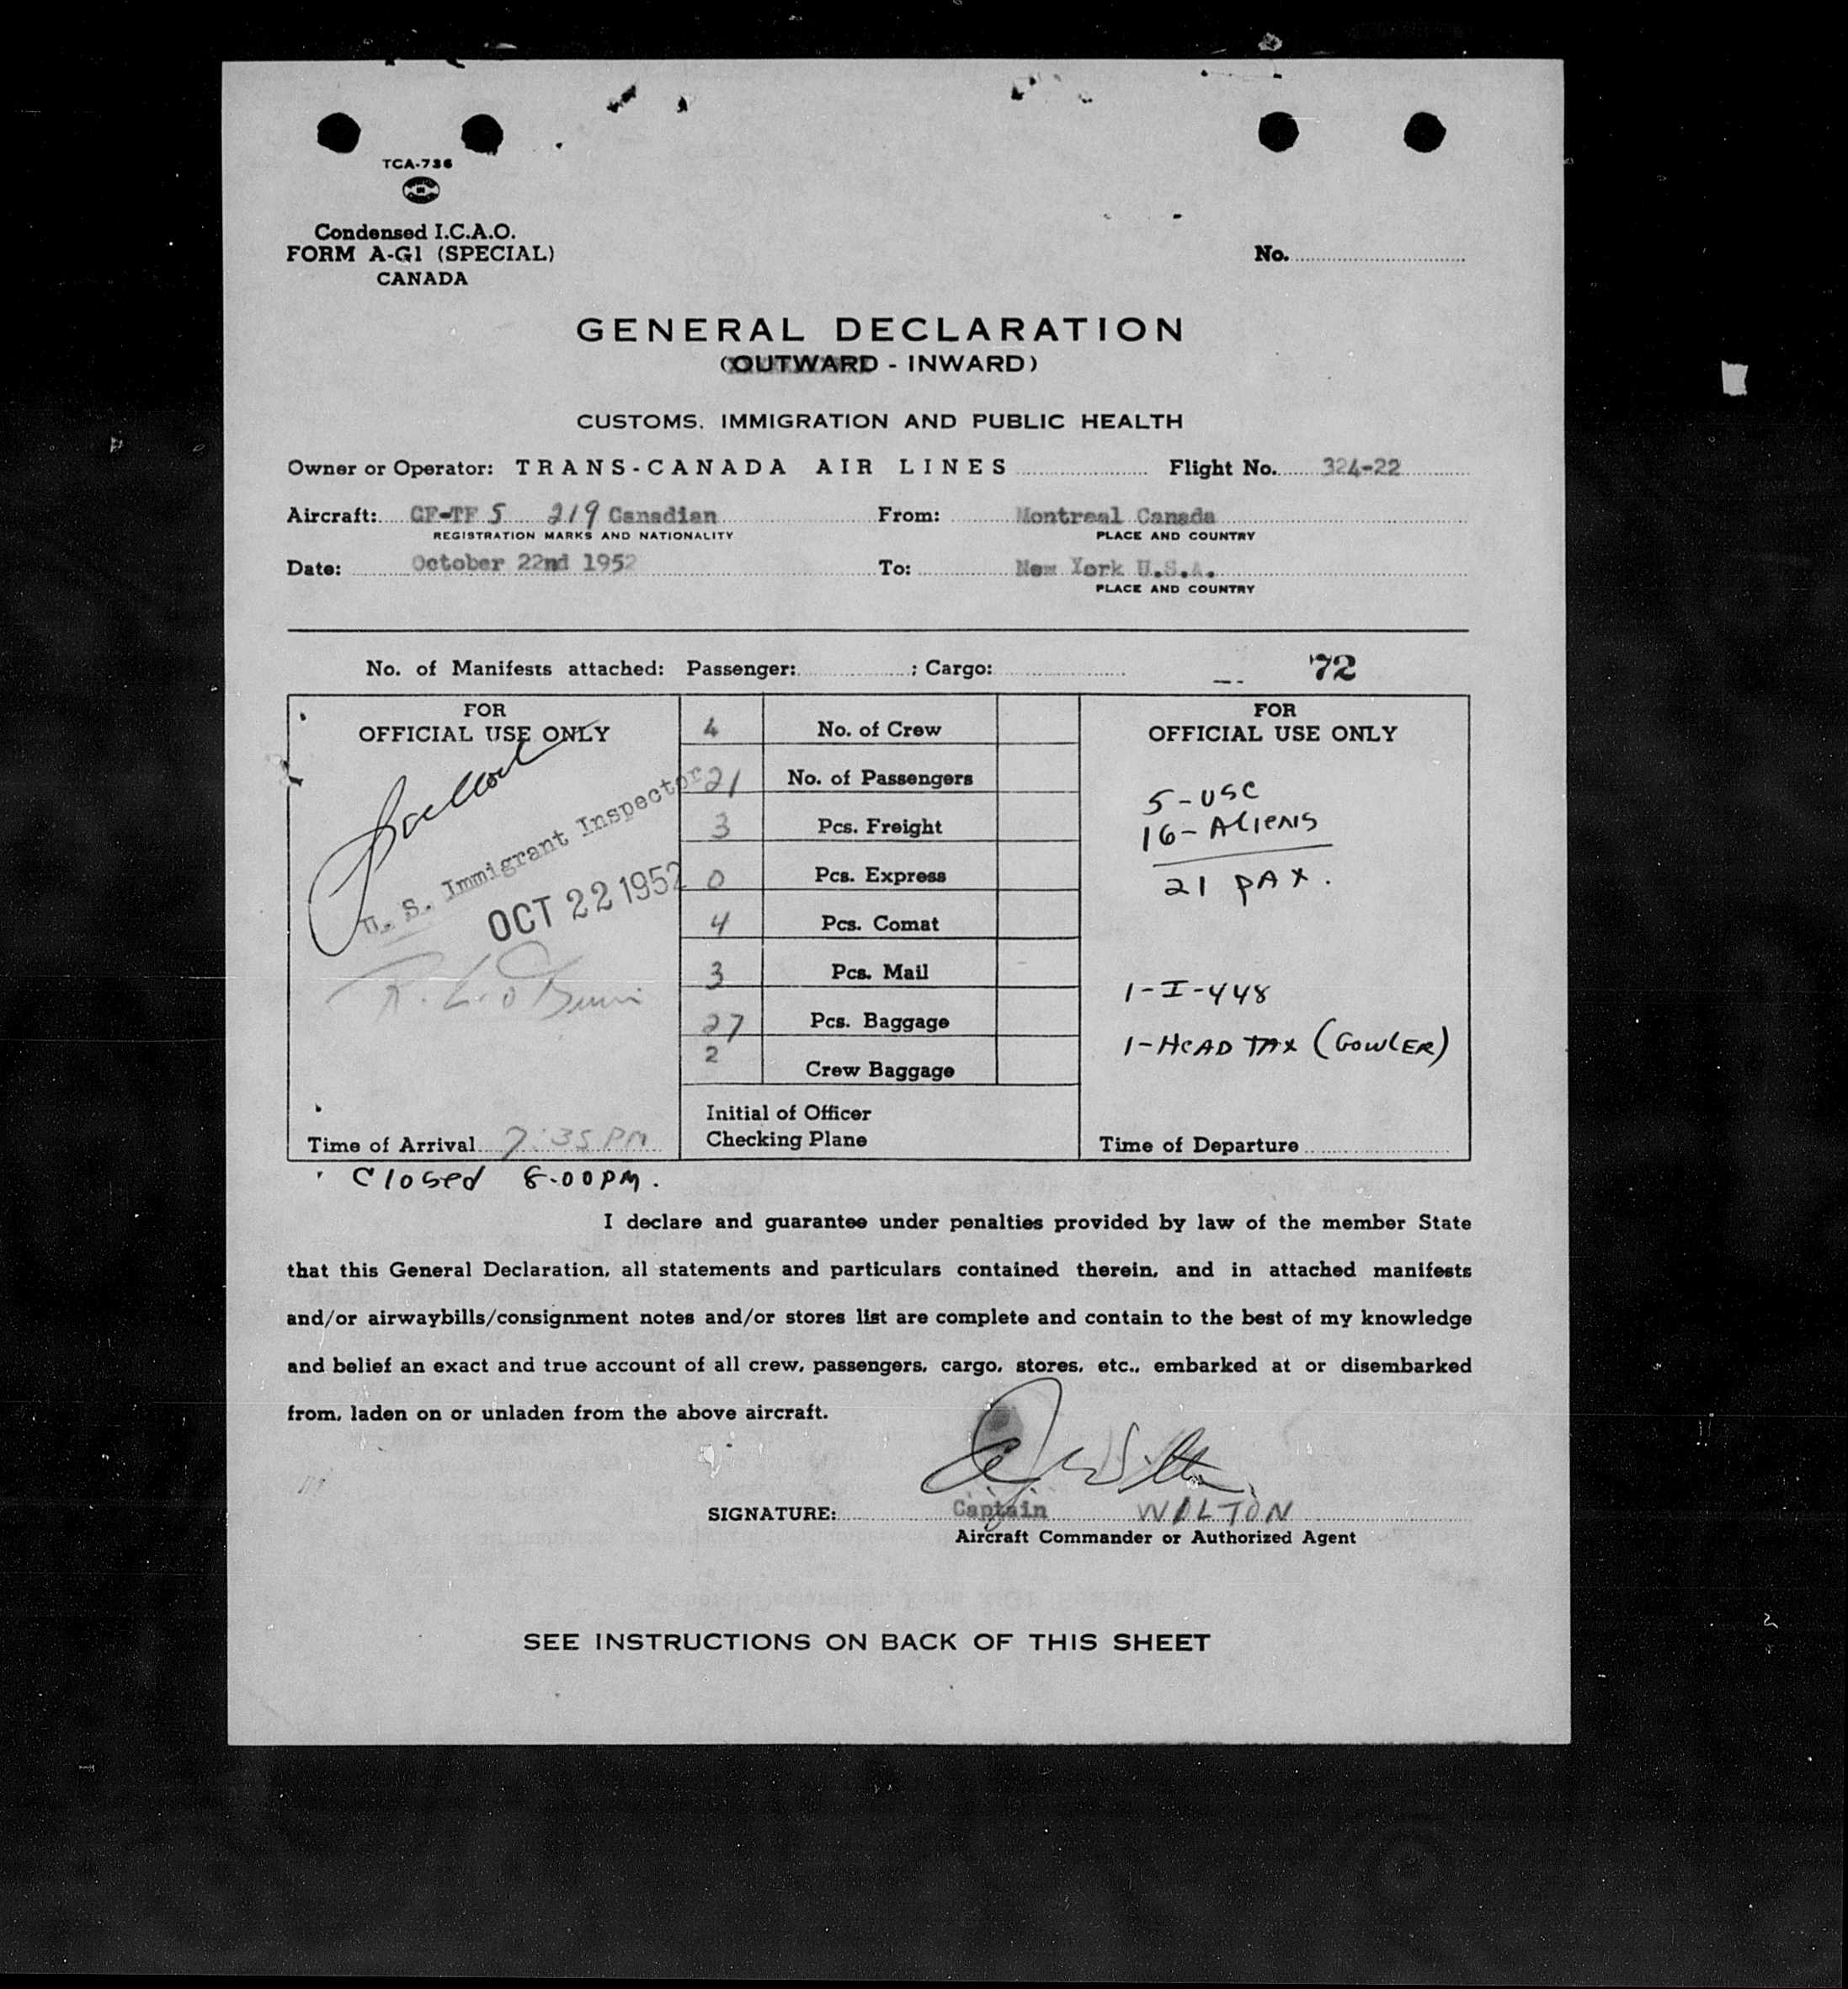 TCA-736
Condensed I.C.A.O.
FORM A-G1 (SPECIAL)
CANADA
No.
GENERAL DECLARATION
(OUTWARD - INWARD)
CUSTOMS, IMMIGRATION AND PUBLIC HEALTH
Owner or Operator: TRANS-CANADA AIR LINES Flight No. 324-22
Aircraft: CF-TF S 219 Canadian From: Montreal Canada
REGISTRATION MARKS AND NATIONALITY PLACE AND COUNTRY
Date: October 22nd 1952 To: New York U.S.A.
PLACE AND COUNTRY
No. of Manifests attached: Passenger: ; Cargo: 72
FOR
OFFICIAL USE ONLY
U. S. Immigrant Inspector
OCT 22 1952
Time of Arrival 7:35 PM
4 No. of Crew
21 No. of Passengers
3 Pcs. Freight
0 Pcs. Express
4 Pcs. Comat
3 Pcs. Mail
27 Pcs. Baggage
2 Crew Baggage
Initial of Officer
Checking Plane
FOR
OFFICIAL USE ONLY
5-USC
16-Aliens
21 PAX.
1-I-448
1-HEAD TAX (GOWLER)
Time of Departure
Closed 8.00 PM.
I declare and guarantee under penalties provided by law of the member State
that this General Declaration, all statements and particulars contained therein, and in attached manifests
and/or airwaybills/consignment notes and/or stores list are complete and contain to the best of my knowledge
and belief an exact and true account of all crew, passengers, cargo, stores, etc., embarked at or disembarked
from, laden on or unladen from the above aircraft.
SIGNATURE: Captain WILTON
Aircraft Commander or Authorized Agent
SEE INSTRUCTIONS ON BACK OF THIS SHEET